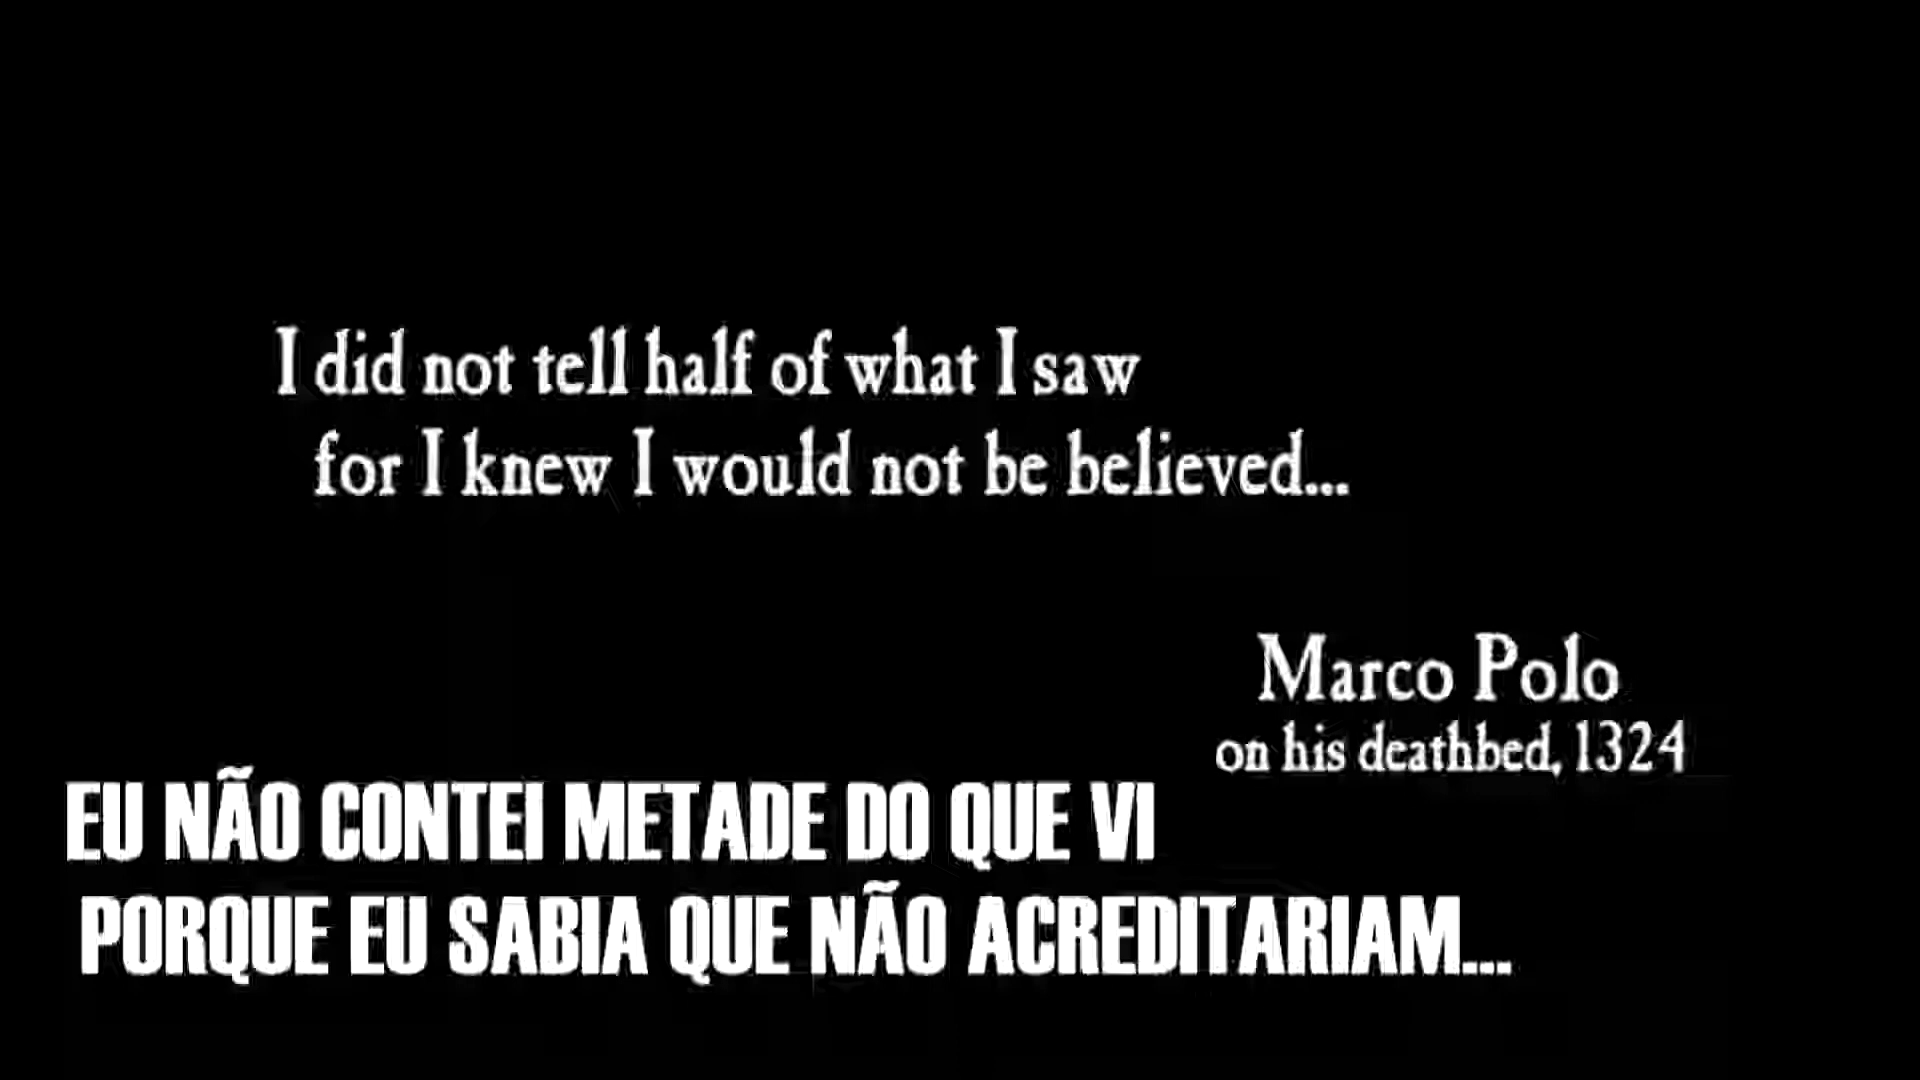 I did not tell half of what I saw
for I knew I would not be believed...
Marco Polo
on his deathbed, 1324
EU NÃO CONTEI METADE DO QUE VI
PORQUE EU SABIA QUE NÃO ACREDITARIAM...